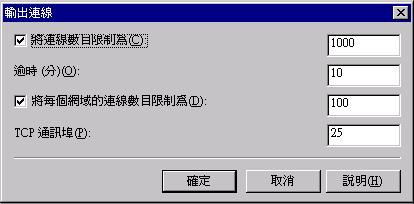 輸出連線
將連線數目限制為(C)
1000
逾時 (分)(O):
10
將每個網域的連線數目限制為(D):
100
TCP 通訊埠(P):
25
確定
取消
說明(H)